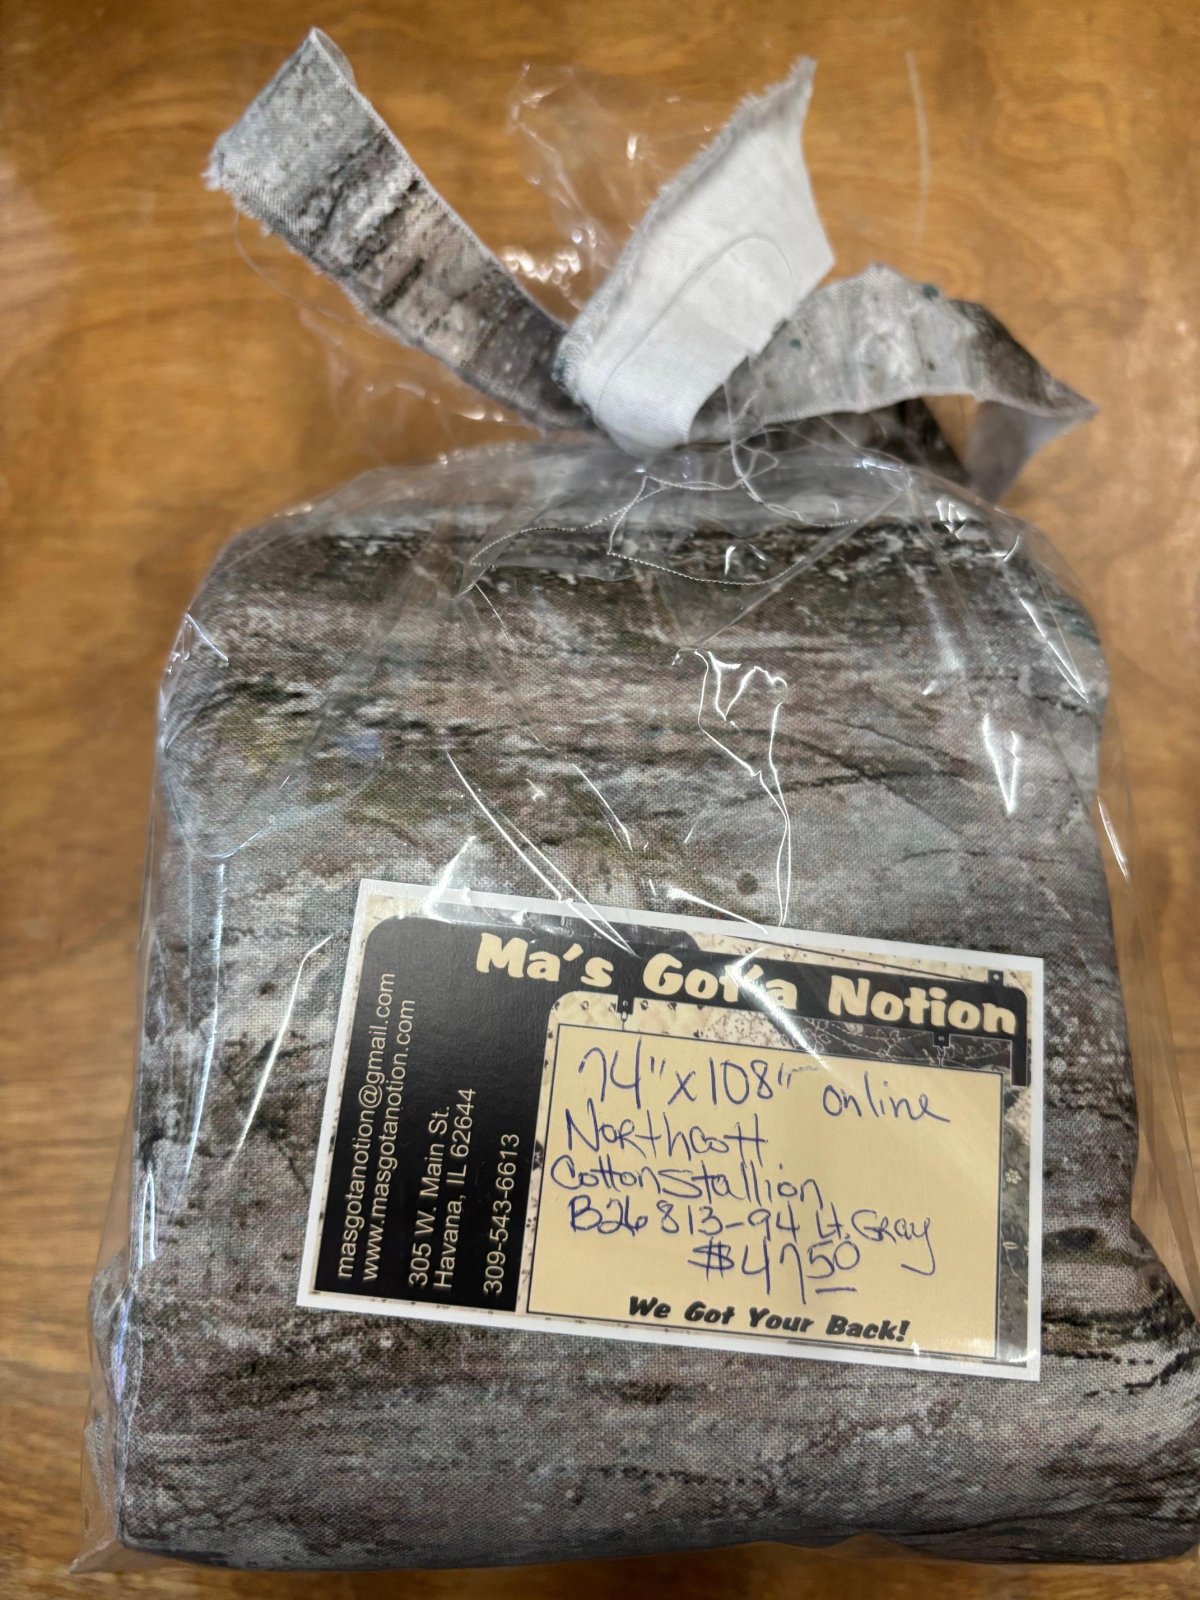 Ma's Gotta Notion
masgotanotion@gmail.com
www.masgotanotion.com
305 W. Main St.
Havana, IL 62644
309-543-6613
74" x 108" online
Northcott
Cotton Stallion
B26813-94 Lt. Gray
$47.50
We Got Your Back!